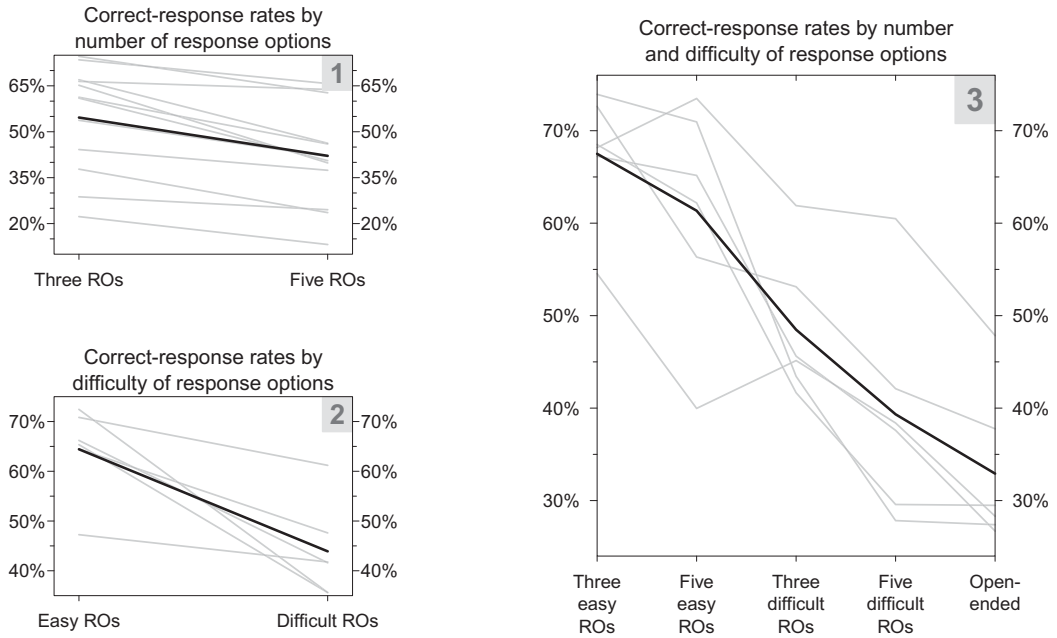 Correct-response rates by
number of response options
1
65% 65%
50% 50%
35% 35%
20% 20%
Three ROs Five ROs
Correct-response rates by
difficulty of response options
2
70% 70%
60% 60%
50% 50%
40% 40%
Easy ROs Difficult ROs
Correct-response rates by number
and difficulty of response options
3
70% 70%
60% 60%
50% 50%
40% 40%
30% 30%
Three Five Three Five Open-
easy easy difficult difficult ended
ROs ROs ROs ROs